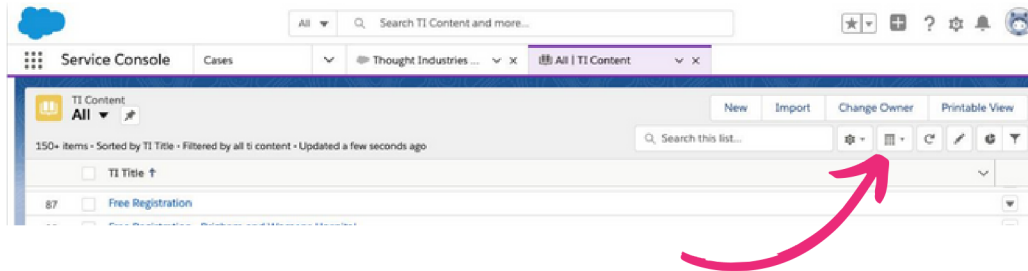 All Search TI Content and more...
Service Console Cases Thought Industries ... All | TI Content
TI Content
All
New Import Change Owner Printable View
150+ items • Sorted by TI Title • Filtered by all ti content • Updated a few seconds ago
Search this list...
TI Title
87 Free Registration